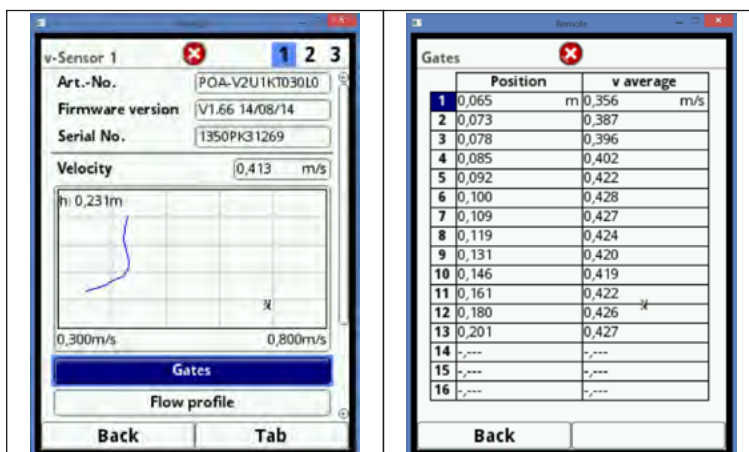 v-Sensor 1 1 2 3
Art.-No. POA-V2U1KT030L0
Firmware version V1.66 14/08/14
Serial No. 1350PK31269
Velocity 0,413 m/s
h: 0,231m
0,300m/s 0,800m/s
Gates
Flow profile
Back Tab
Remote
Gates
Position v average
1 0,065 m 0,356 m/s
2 0,073 0,387
3 0,078 0,396
4 0,085 0,402
5 0,092 0,422
6 0,100 0,428
7 0,109 0,427
8 0,119 0,424
9 0,131 0,420
10 0,146 0,419
11 0,161 0,422
12 0,180 0,426
13 0,201 0,427
14 -,--- -,---
15 -,--- -,---
16 -,--- -,---
Back